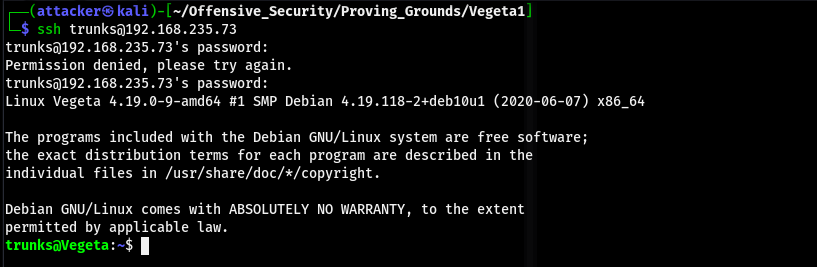 ┌──(attacker㉿kali)-[~/Offensive_Security/Proving_Grounds/Vegeta1]
└─$ ssh trunks@192.168.235.73
trunks@192.168.235.73's password:
Permission denied, please try again.
trunks@192.168.235.73's password:
Linux Vegeta 4.19.0-9-amd64 #1 SMP Debian 4.19.118-2+deb10u1 (2020-06-07) x86_64

The programs included with the Debian GNU/Linux system are free software;
the exact distribution terms for each program are described in the
individual files in /usr/share/doc/*/copyright.

Debian GNU/Linux comes with ABSOLUTELY NO WARRANTY, to the extent
permitted by applicable law.
trunks@Vegeta:~$